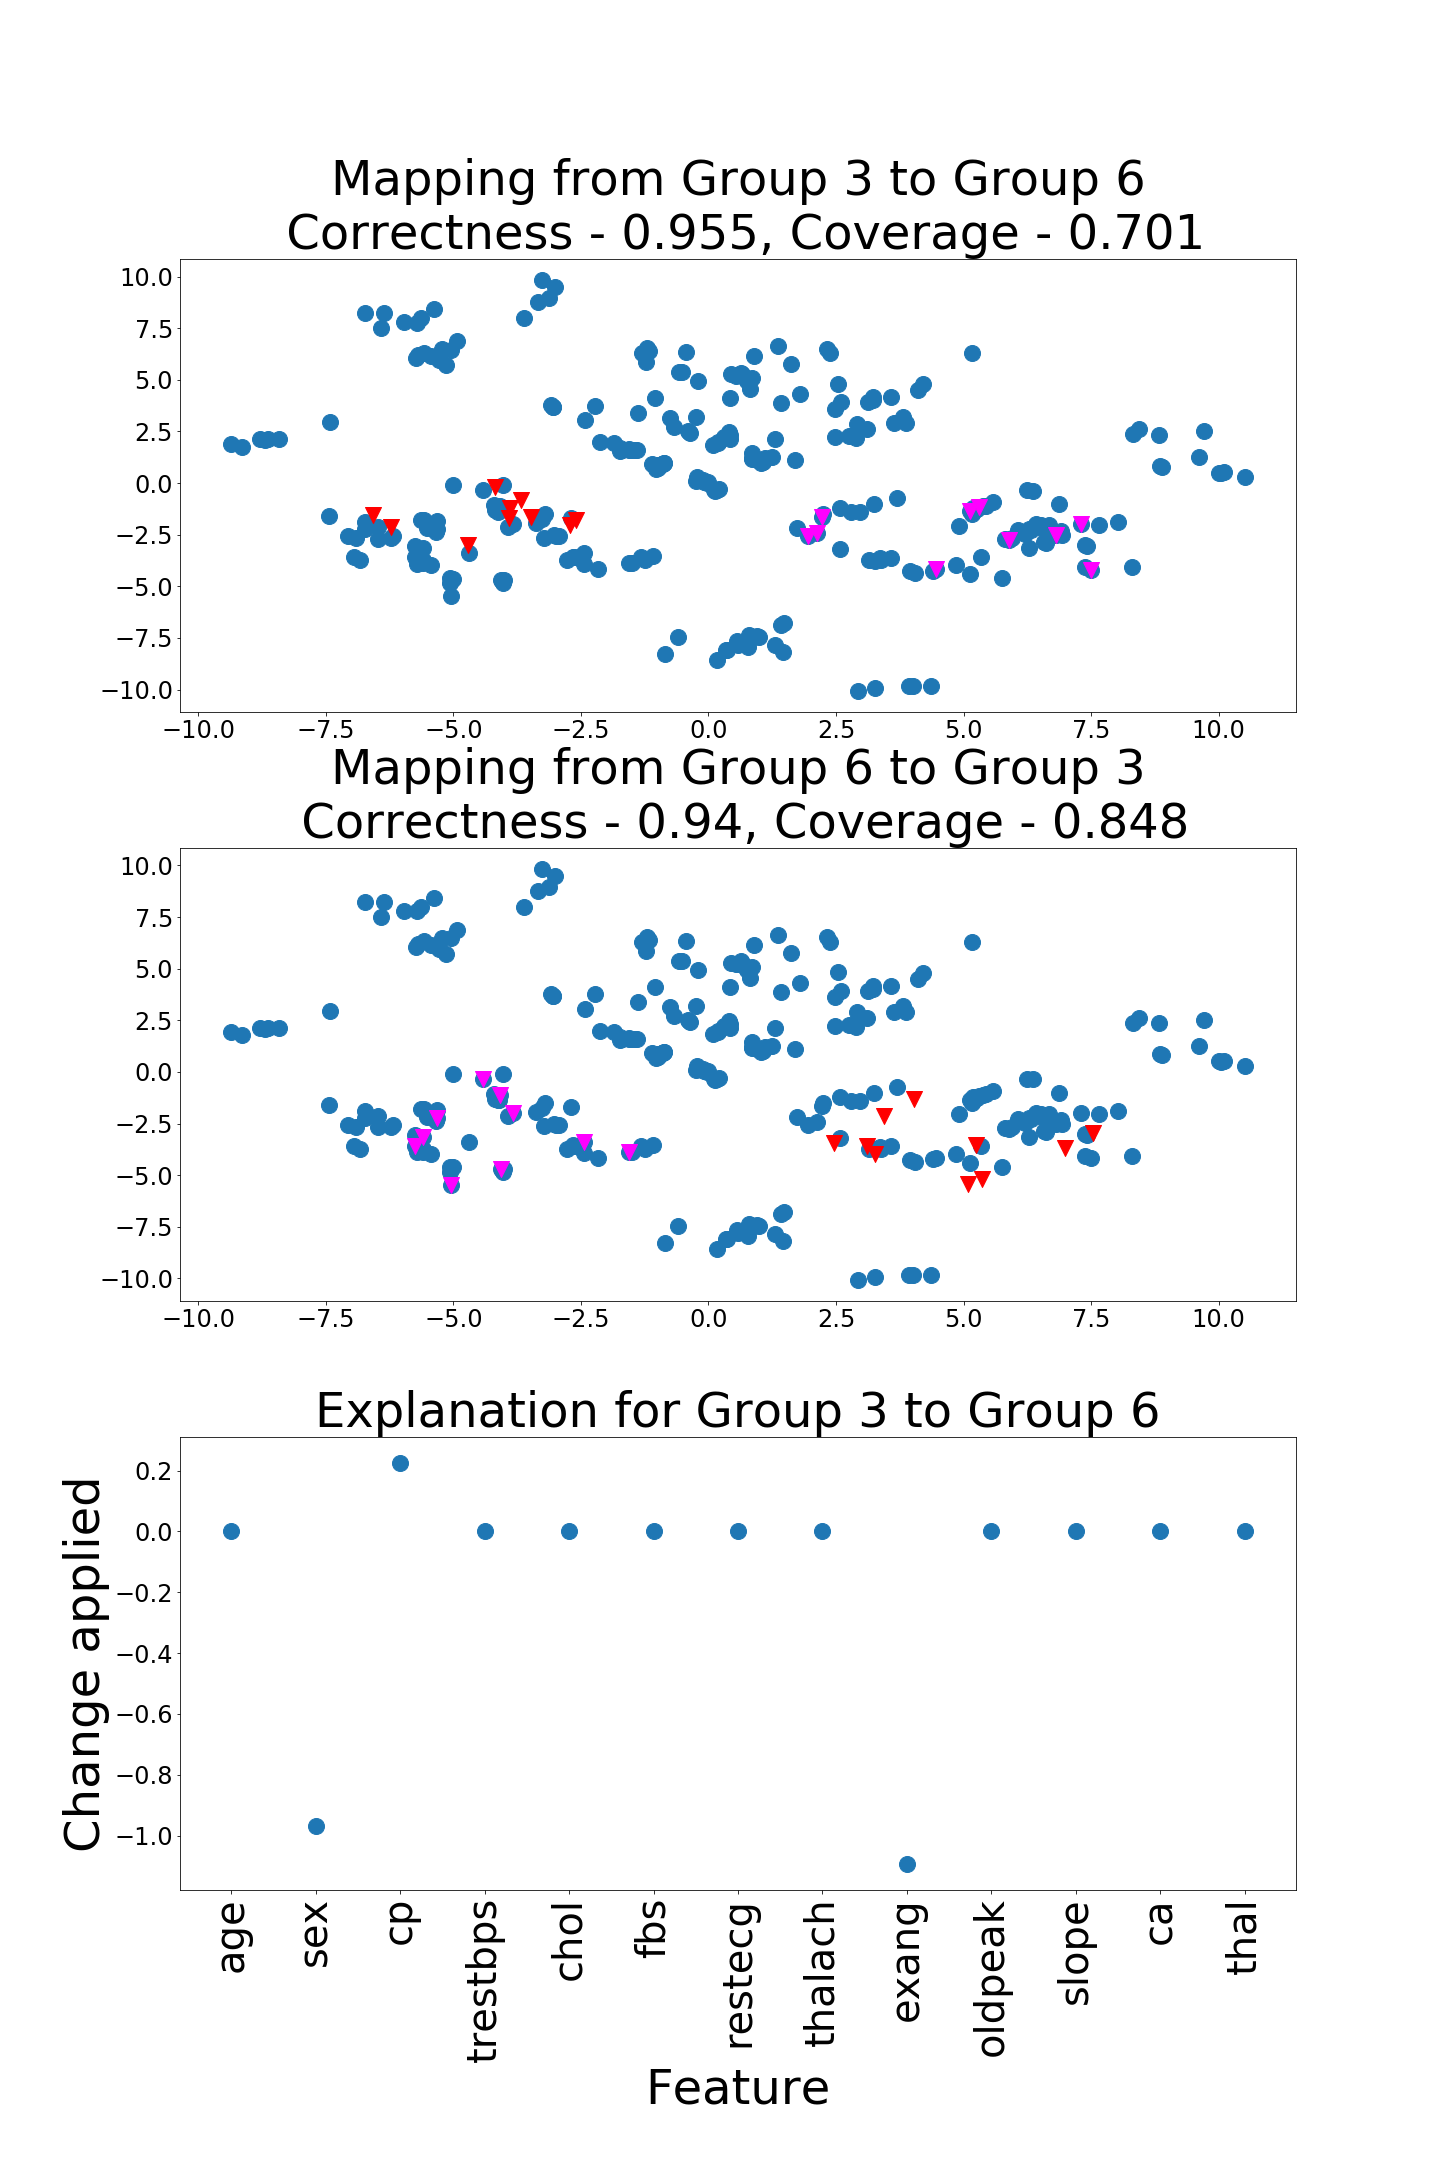 Mapping from Group 3 to Group 6
Correctness - 0.955, Coverage - 0.701
10.0
7.5
5.0
2.5
0.0
−2.5
−5.0
−7.5
−10.0
−10.0 −7.5 −5.0 −2.5 0.0 2.5 5.0 7.5 10.0
Mapping from Group 6 to Group 3
Correctness - 0.94, Coverage - 0.848
10.0
7.5
5.0
2.5
0.0
−2.5
−5.0
−7.5
−10.0
−10.0 −7.5 −5.0 −2.5 0.0 2.5 5.0 7.5 10.0
Explanation for Group 3 to Group 6
Change applied
0.2
0.0
−0.2
−0.4
−0.6
−0.8
−1.0
age
sex
cp
trestbps
chol
fbs
restecg
thalach
exang
oldpeak
slope
ca
thal
Feature